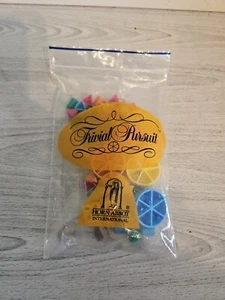 Trivial Pursuit
HORN ABBOT
INTERNATIONAL